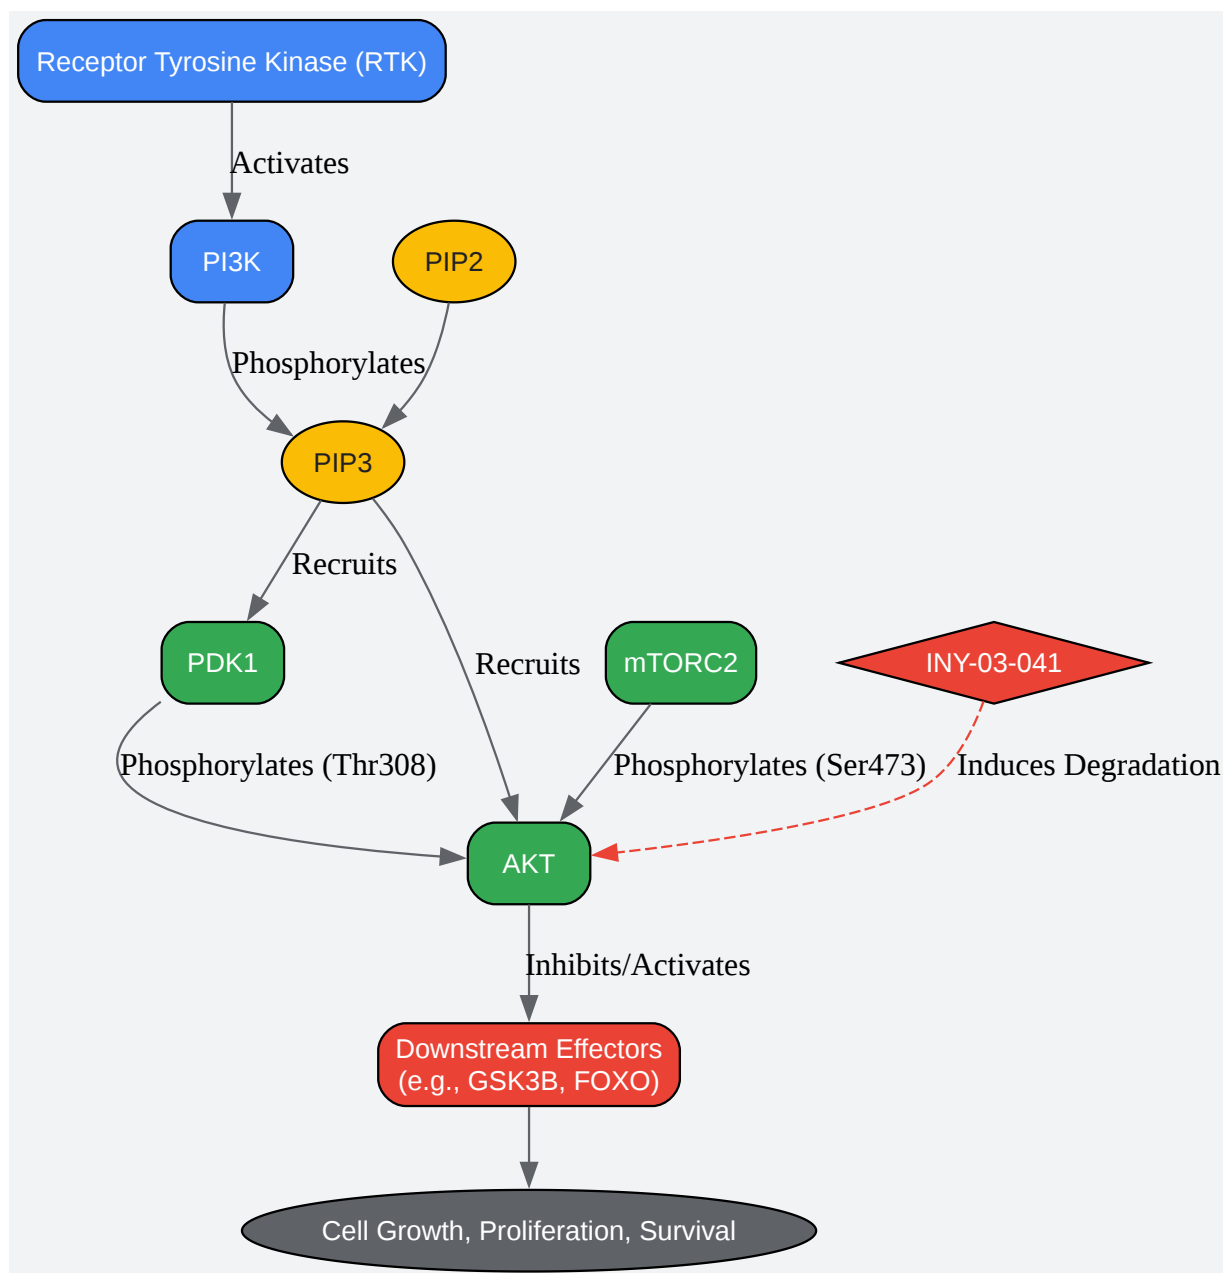 Receptor Tyrosine Kinase (RTK)
Activates
PI3K
PIP2
Phosphorylates
PIP3
Recruits
PDK1
Recruits
mTORC2
INY-03-041
Phosphorylates (Thr308)
Phosphorylates (Ser473)
Induces Degradation
AKT
Inhibits/Activates
Downstream Effectors
(e.g., GSK3B, FOXO)
Cell Growth, Proliferation, Survival